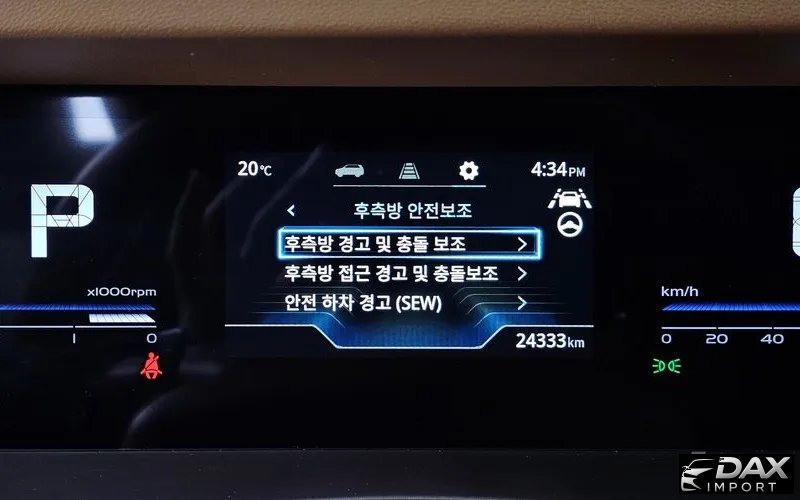 20°C
4:34PM
< 후측방 안전보조
P
후측방 경고 및 충돌 보조 >
후측방 접근 경고 및 충돌보조 >
안전 하차 경고 (SEW) >
x1000rpm
km/h
1 0
0 20 40
24333km
DAX
IMPORT